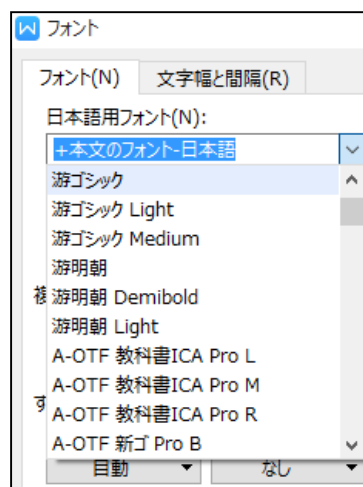 フォント
フォント(N) 文字幅と間隔(R)
日本語用フォント(N):
+本文のフォント-日本語
游ゴシック
游ゴシック Light
游ゴシック Medium
游明朝
複 游明朝 Demibold
游明朝 Light
A-OTF 教科書ICA Pro L
A-OTF 教科書ICA Pro M
す A-OTF 教科書ICA Pro R
A-OTF 新ゴ Pro B
自動 なし